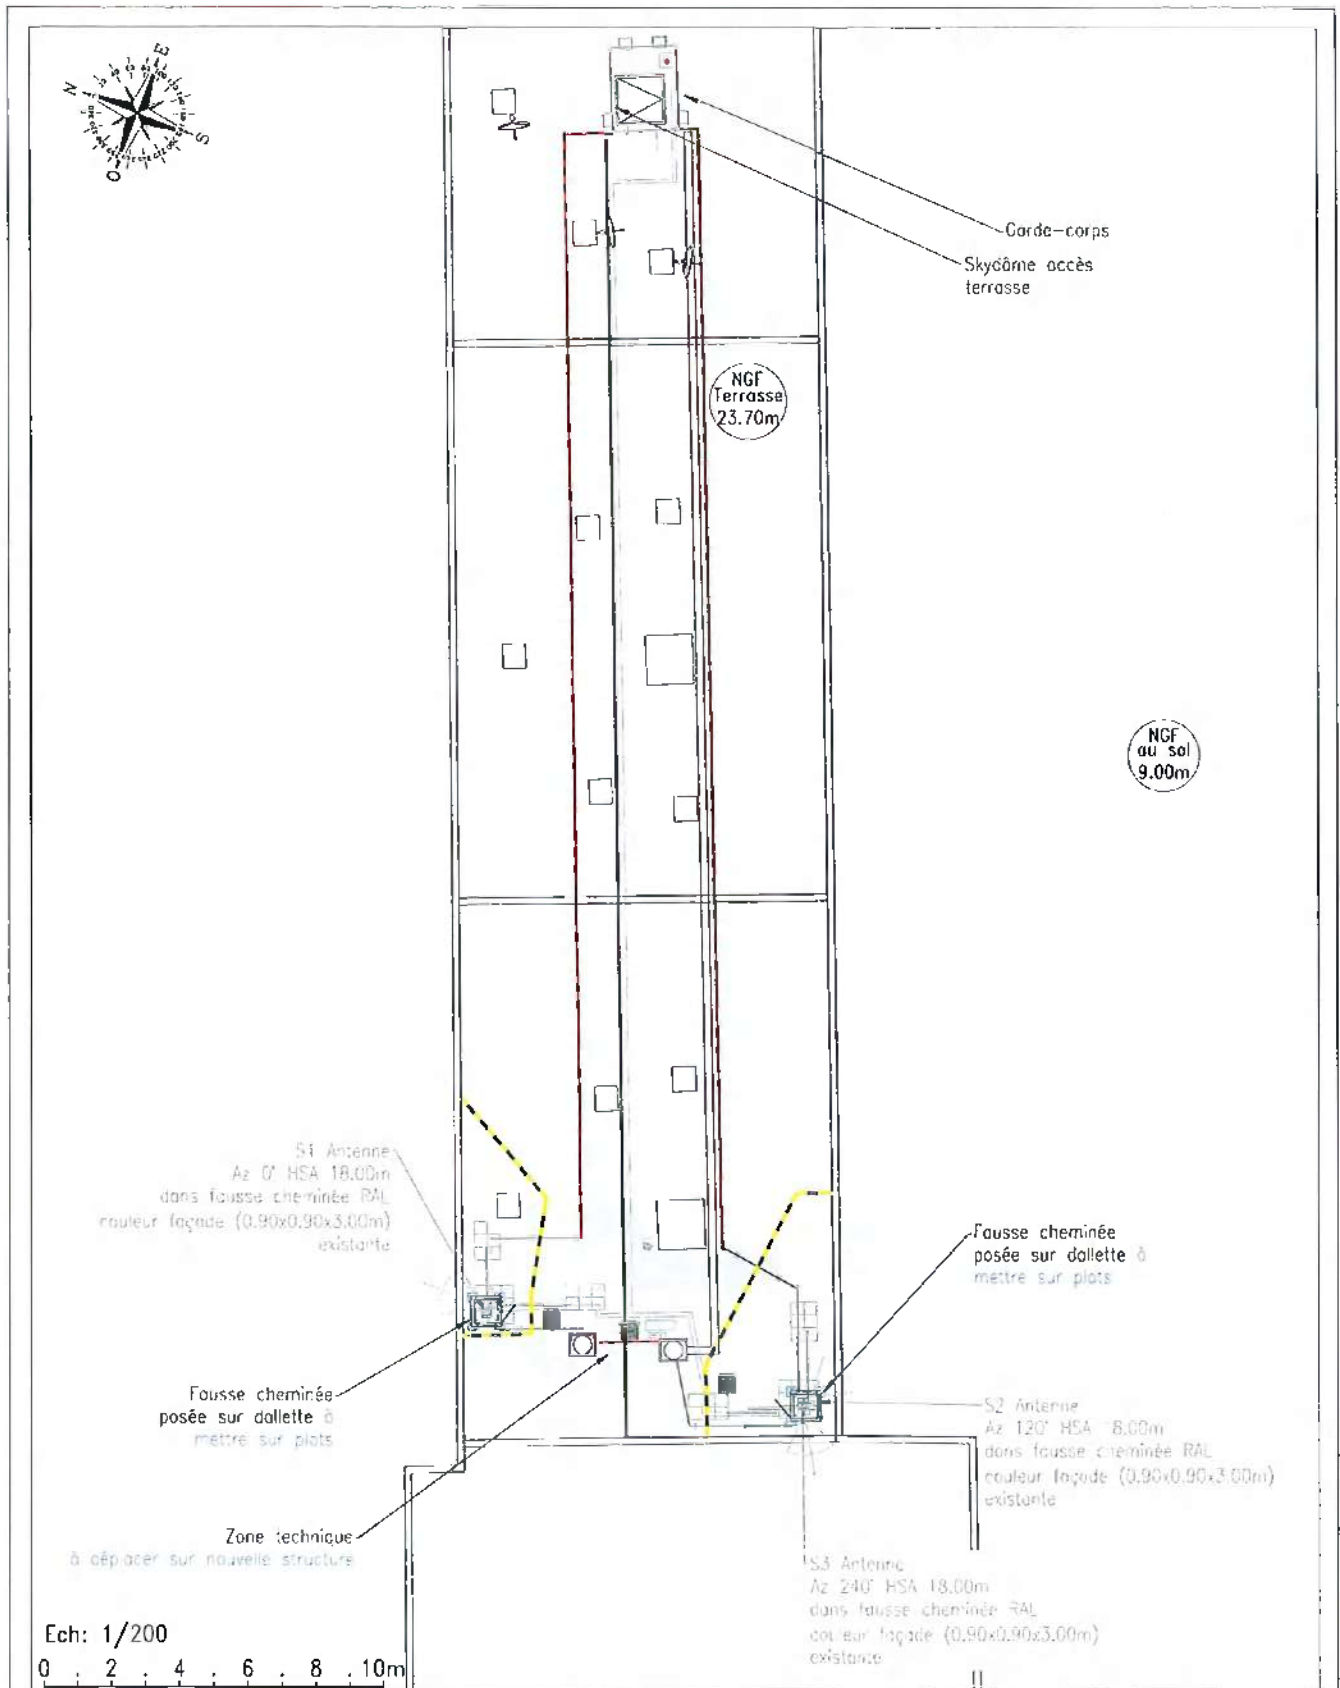 E
N
S
O
Garde-corps
Skydôme accès
terrasse
NGF
Terrasse
23.70m
NGF
au sol
9.00m
S1 Antenne
Az 0° HSA 18.00m
dans fausse cheminée RAL
couleur façade (0.90x0.90x3.00m)
existante
Fausse cheminée
posée sur dallette à
mettre sur plots
Fausse cheminée
posée sur dallette à
mettre sur plots
S2 Antenne
Az 120° HSA 18.00m
dans fausse cheminée RAL
couleur façade (0.90x0.90x3.00m)
existante
Zone technique
à déplacer sur nouvelle structure
S3 Antenne
Az 240° HSA 18.00m
dans fausse cheminée RAL
couleur façade (0.90x0.90x3.00m)
existante
Ech: 1/200
0 . 2 . 4 . 6 . 8 . 10m